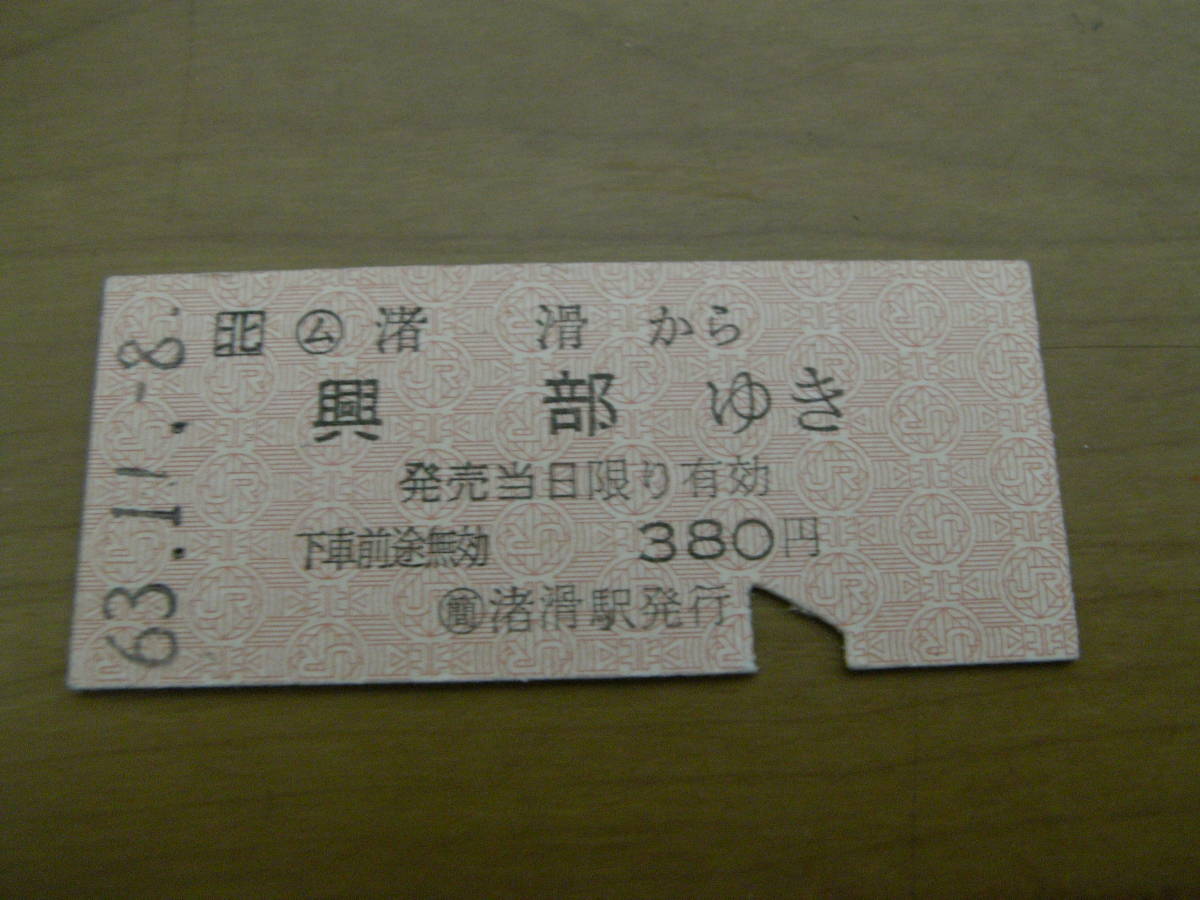 63.11.-8.
北 ム 渚 滑 から
興 部 ゆき
発売当日限り有効
下車前途無効 380円
簡 渚滑駅発行